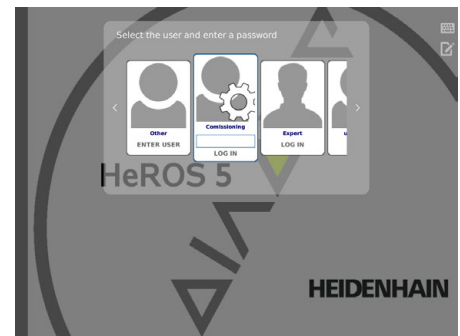 Select the user and enter a password
Other
ENTER USER
Comissioning
LOG IN
Expert
LOG IN
u
HeROS 5
HEIDENHAIN